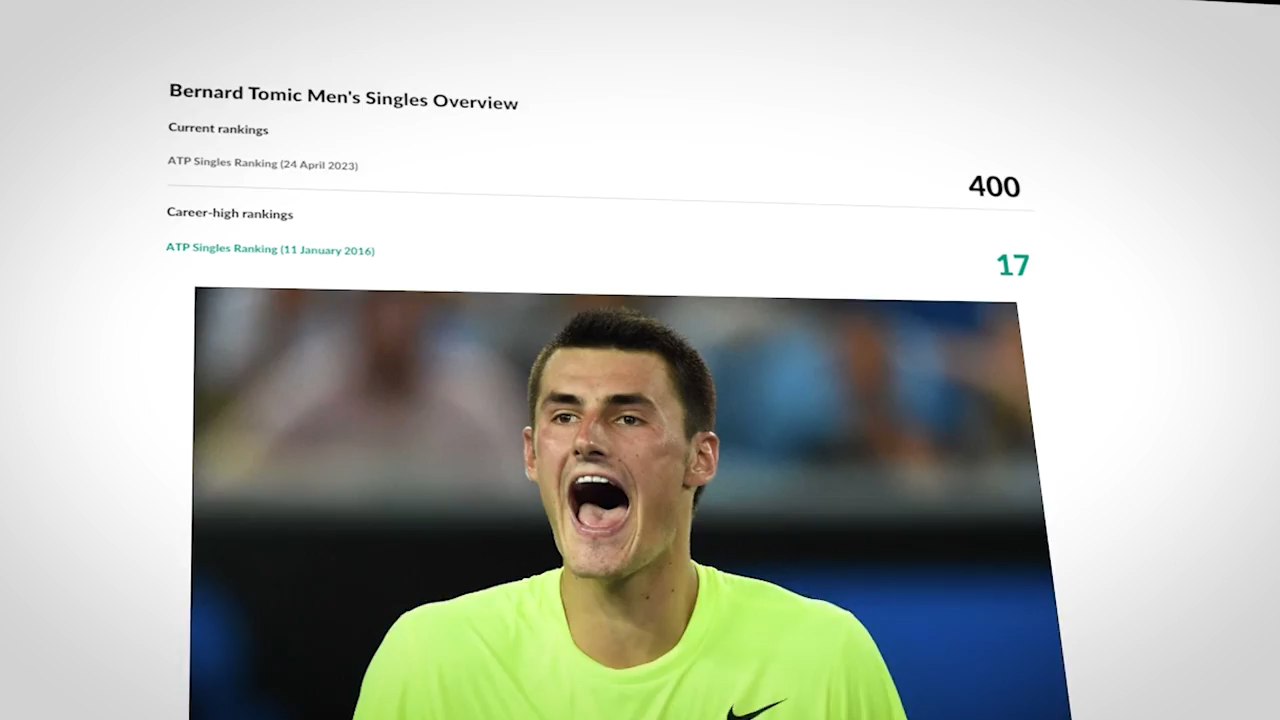 Bernard Tomic Men's Singles Overview
Current rankings
ATP Singles Ranking (24 April 2023)
400
Career-high rankings
ATP Singles Ranking (11 January 2016)
17